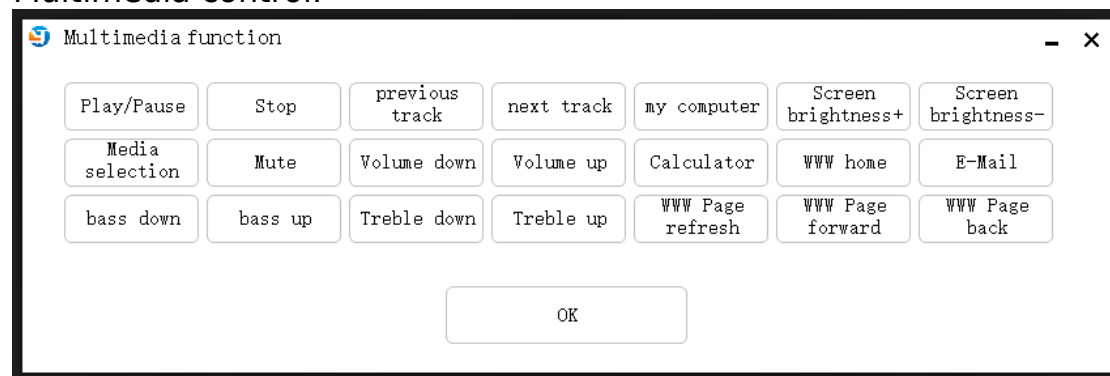 Multimedia control:
Multimedia function
Play/Pause
Stop
previous
track
next track
my computer
Screen
brightness+
Screen
brightness-
Media
selection
Mute
Volume down
Volume up
Calculator
WWW home
E-Mail
bass down
bass up
Treble down
Treble up
WWW Page
refresh
WWW Page
forward
WWW Page
back
OK